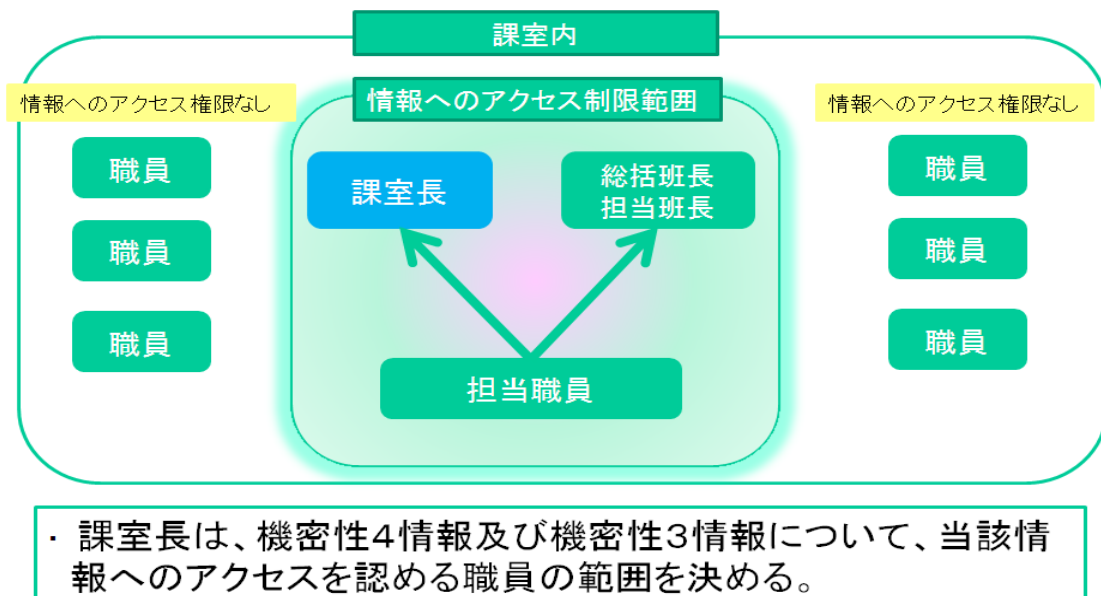 課室内
情報へのアクセス権限なし
情報へのアクセス制限範囲
情報へのアクセス権限なし
職員
職員
職員
課室長
総括班長
担当班長
担当職員
職員
職員
職員
・ 課室長は、機密性4情報及び機密性3情報について、当該情
報へのアクセスを認める職員の範囲を決める。